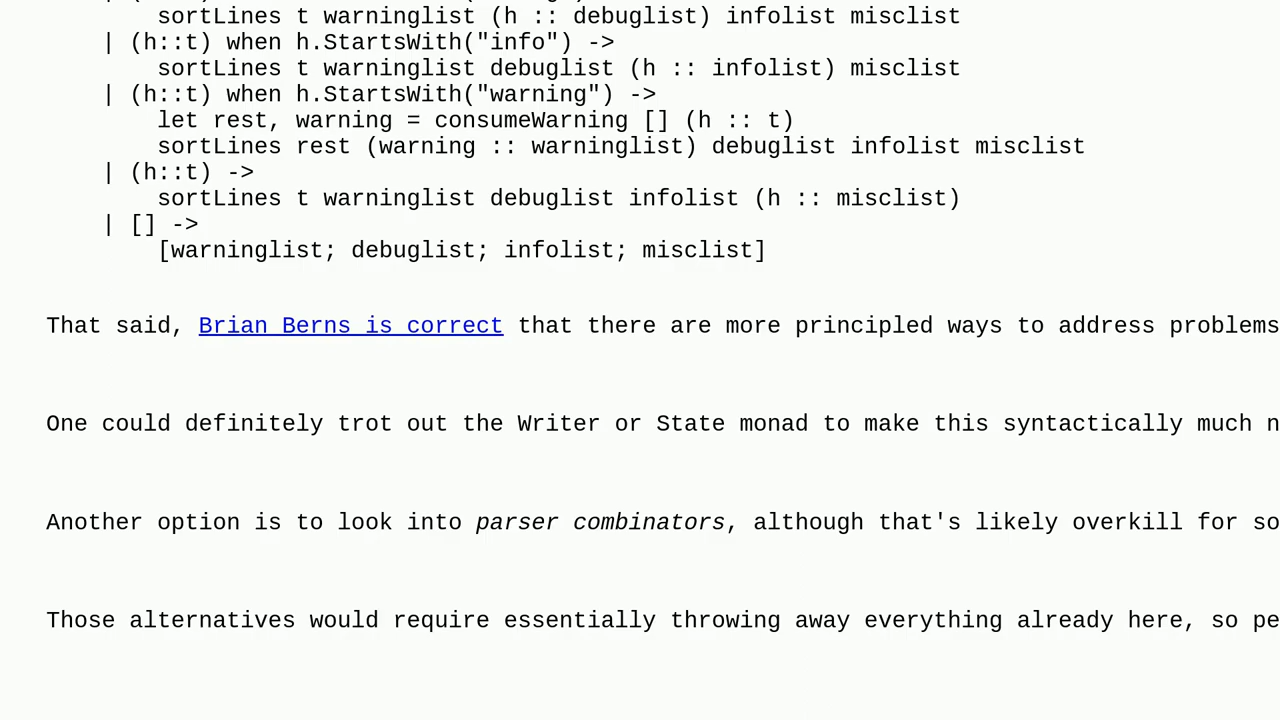 sortLines t warninglist (h :: debuglist) infolist misclist
| (h::t) when h.StartsWith("info") ->
sortLines t warninglist debuglist (h :: infolist) misclist
| (h::t) when h.StartsWith("warning") ->
let rest, warning = consumeWarning [] (h :: t)
sortLines rest (warning :: warninglist) debuglist infolist misclist
| (h::t) ->
sortLines t warninglist debuglist infolist (h :: misclist)
| [] ->
[warninglist; debuglist; infolist; misclist]
That said, Brian Berns is correct that there are more principled ways to address problems
One could definitely trot out the Writer or State monad to make this syntactically much n
Another option is to look into parser combinators, although that's likely overkill for so
Those alternatives would require essentially throwing away everything already here, so pe